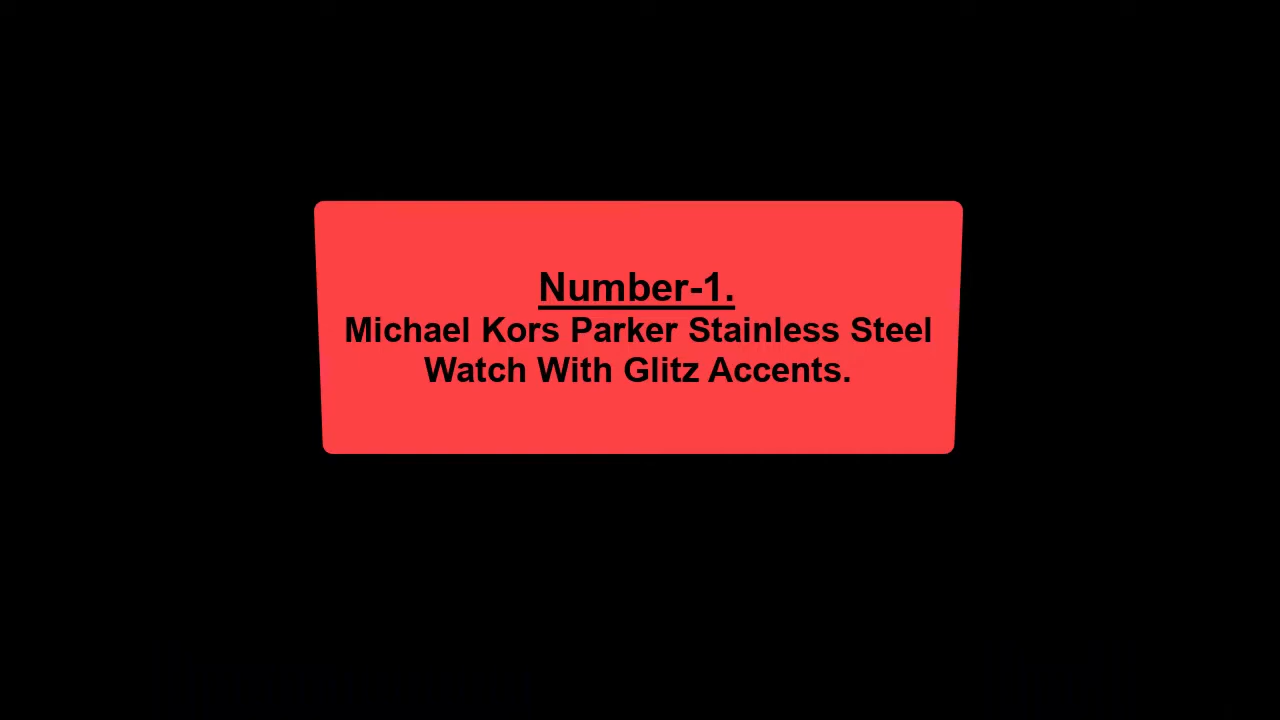 Number-1.
Michael Kors Parker Stainless Steel
Watch With Glitz Accents.